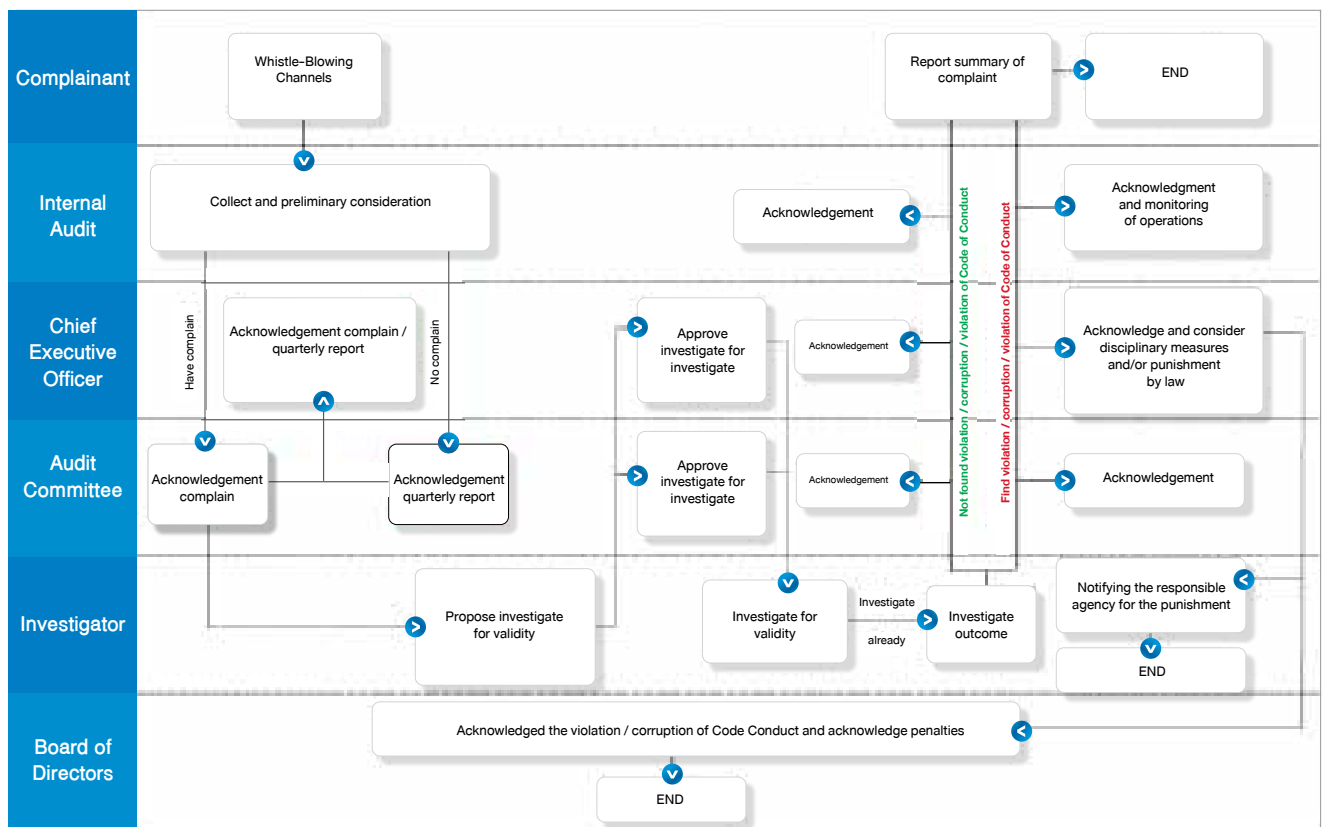 Complainant
Whistle-Blowing
Channels
Report summary of
complaint
END
Internal
Audit
Collect and preliminary consideration
Acknowledgement
Acknowledgment
and monitoring
of operations
Not found violation / corruption / violation of Code of Conduct
Find violation / corruption / violation of Code of Conduct
Chief
Executive
Officer
Have complain
Acknowledgement complain /
quarterly report
No complain
Approve
investigate for
investigate
Acknowledgement
Acknowledge and consider
disciplinary measures
and/or punishment
by law
Audit
Committee
Acknowledgement
complain
Acknowledgement
quarterly report
Approve
investigate for
investigate
Acknowledgement
Acknowledgement
Investigator
Propose investigate
for validity
Investigate for
validity
Investigate
already
Investigate
outcome
Notifying the responsible
agency for the punishment
END
Board of
Directors
Acknowledged the violation / corruption of Code Conduct and acknowledge penalties
END